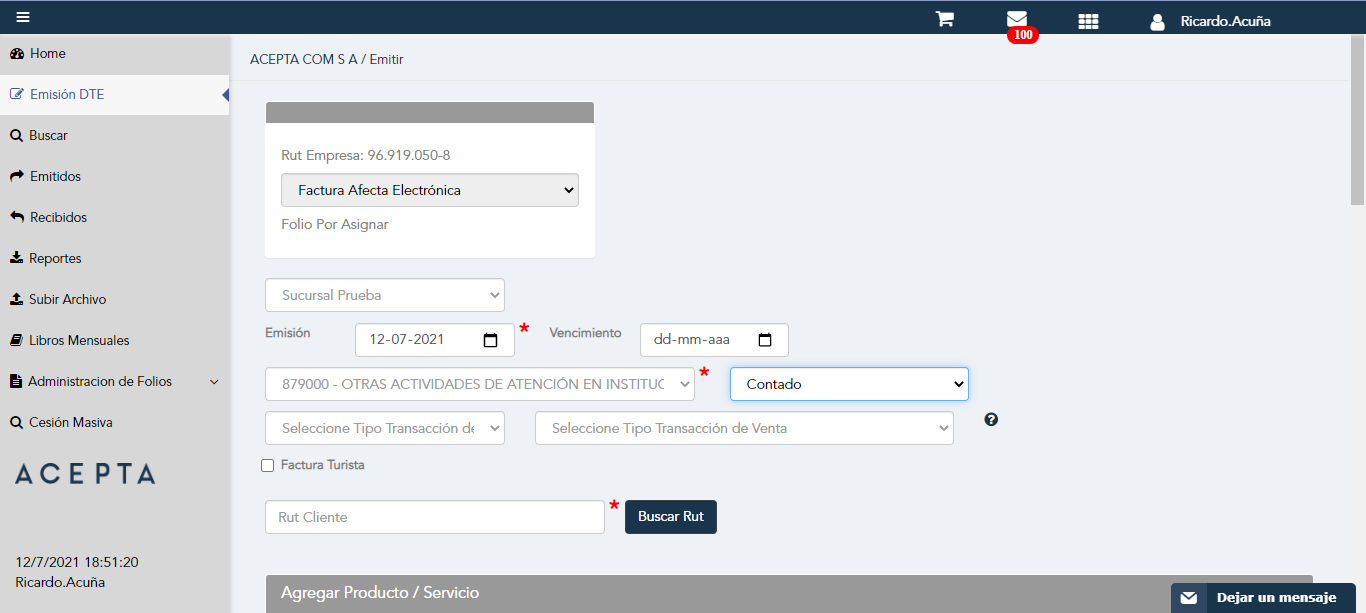 100
Ricardo.Acuña
Home
Emisión DTE
Buscar
Emitidos
Recibidos
Reportes
Subir Archivo
Libros Mensuales
Administracion de Folios
Cesión Masiva
ACEPTA
12/7/2021 18:51:20
Ricardo.Acuña
ACEPTA COM S A / Emitir
Rut Empresa: 96.919.050-8
Factura Afecta Electrónica
Folio Por Asignar
Sucursal Prueba
Emisión 12-07-2021 * Vencimiento dd-mm-aaa
879000 - OTRAS ACTIVIDADES DE ATENCIÓN EN INSTITUC * Contado
Seleccione Tipo Transacción de Seleccione Tipo Transacción de Venta ?
Factura Turista
Rut Cliente * Buscar Rut
Agregar Producto / Servicio
Dejar un mensaje